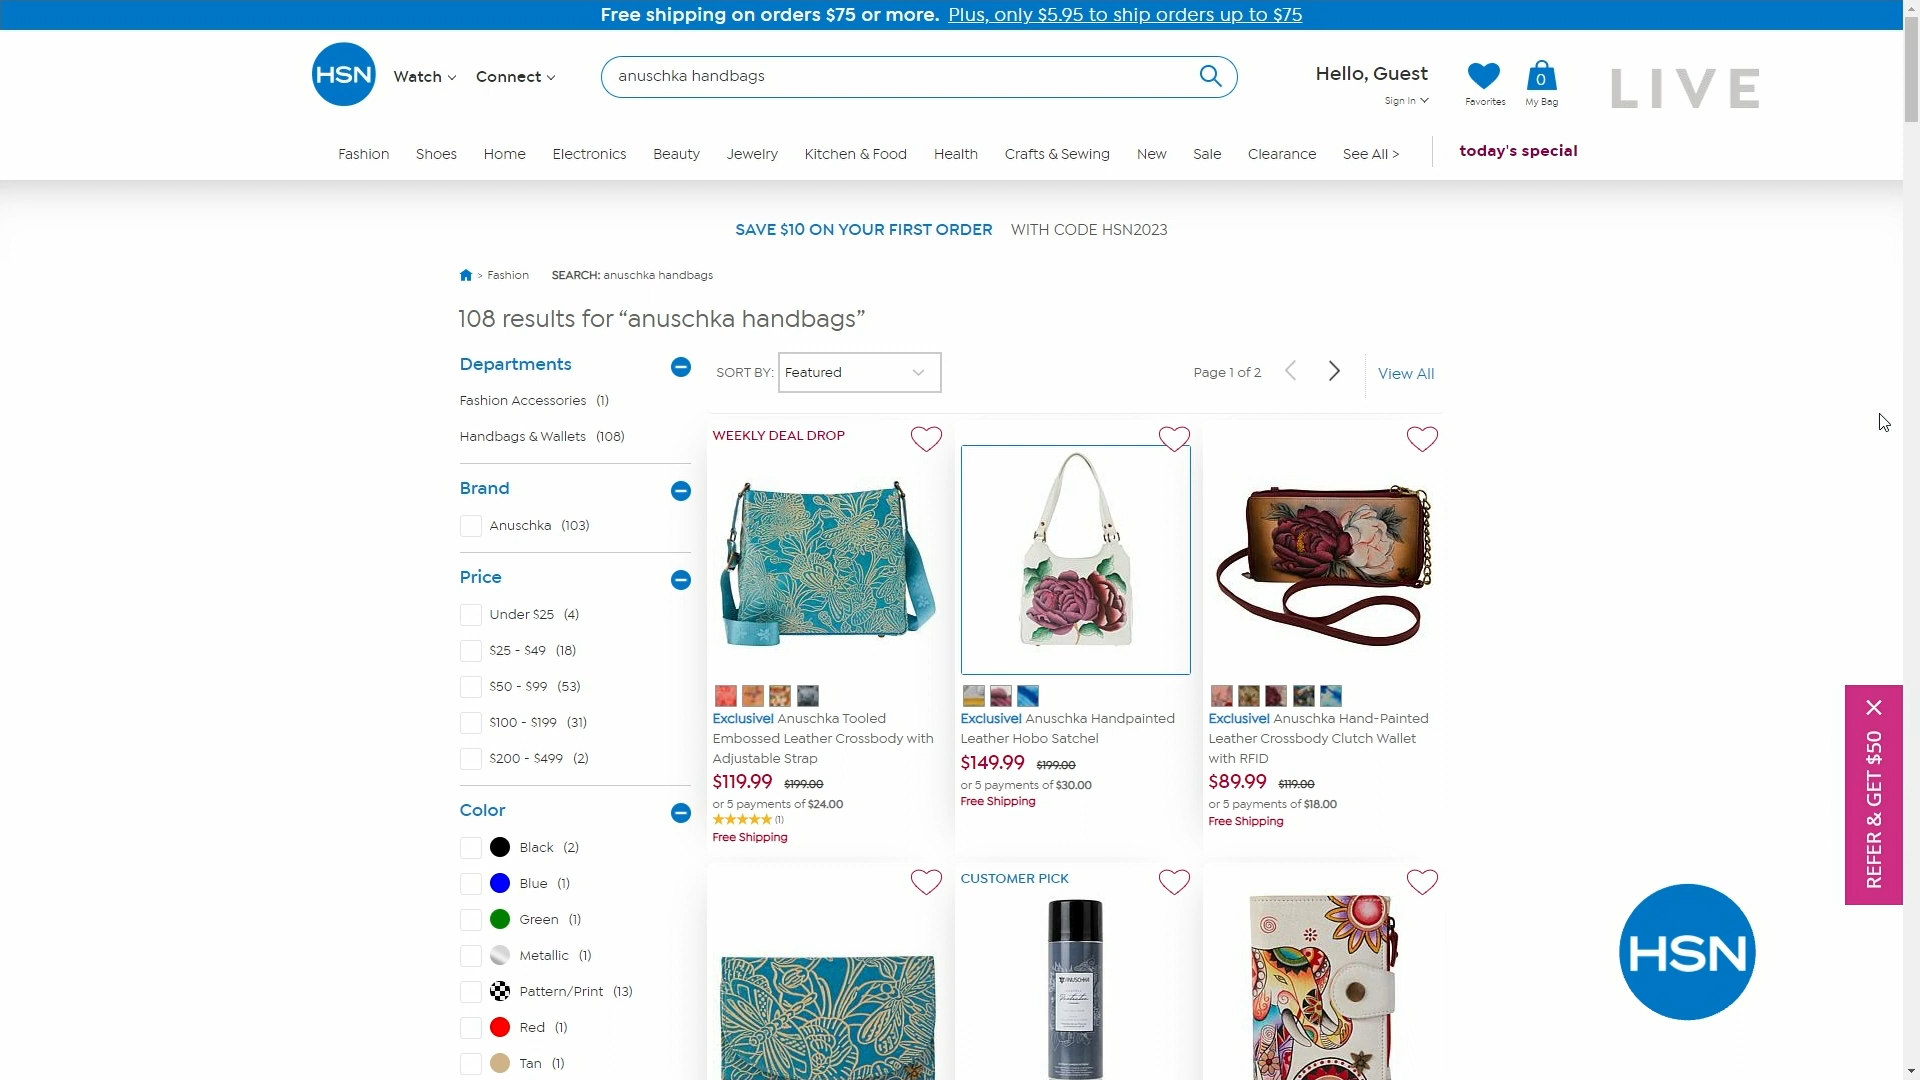 Free shipping on orders $75 or more. Plus, only $5.95 to ship orders up to $75
HSN
Watch
Connect
anuschka handbags
Hello, Guest
Sign In
Favorites
0
My Bag
LIVE
Fashion
Shoes
Home
Electronics
Beauty
Jewelry
Kitchen & Food
Health
Crafts & Sewing
New
Sale
Clearance
See All >
today's special
SAVE $10 ON YOUR FIRST ORDER WITH CODE HSN2023
> Fashion SEARCH: anuschka handbags
108 results for “anuschka handbags”
Departments
Fashion Accessories (1)
Handbags & Wallets (108)
Brand
Anuschka (103)
Price
Under $25 (4)
$25 - $49 (18)
$50 - $99 (53)
$100 - $199 (31)
$200 - $499 (2)
Color
Black (2)
Blue (1)
Green (1)
Metallic (1)
Pattern/Print (13)
Red (1)
Tan (1)
SORT BY: Featured
Page 1 of 2
View All
WEEKLY DEAL DROP
Exclusive! Anuschka Tooled
Embossed Leather Crossbody with
Adjustable Strap
$119.99 $199.00
or 5 payments of $24.00
(1)
Free Shipping
Exclusive! Anuschka Handpainted
Leather Hobo Satchel
$149.99 $199.00
or 5 payments of $30.00
Free Shipping
Exclusive! Anuschka Hand-Painted
Leather Crossbody Clutch Wallet
with RFID
$89.99 $119.00
or 5 payments of $18.00
Free Shipping
CUSTOMER PICK
ANUSCHKA
REFER & GET $50
HSN